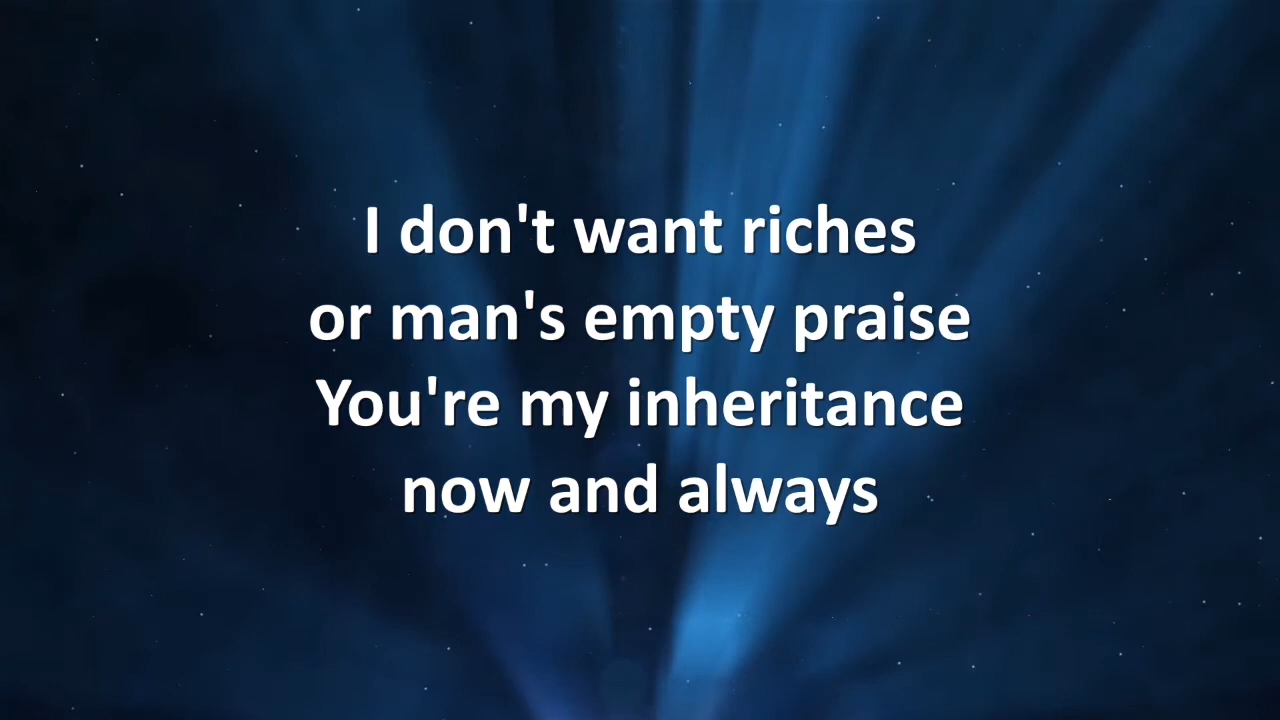 I don't want riches
or man's empty praise
You're my inheritance
now and always